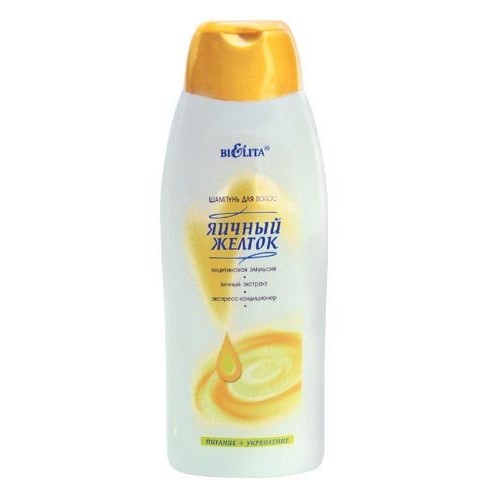 BIELITA®
ШАМПУНЬ ДЛЯ ВОЛОС
ЯИЧНЫЙ
ЖЕЛТОК
лецитиновая эмульсия
яичный экстракт
экспресс-кондиционер
ПИТАНИЕ + УКРЕПЛЕНИЕ